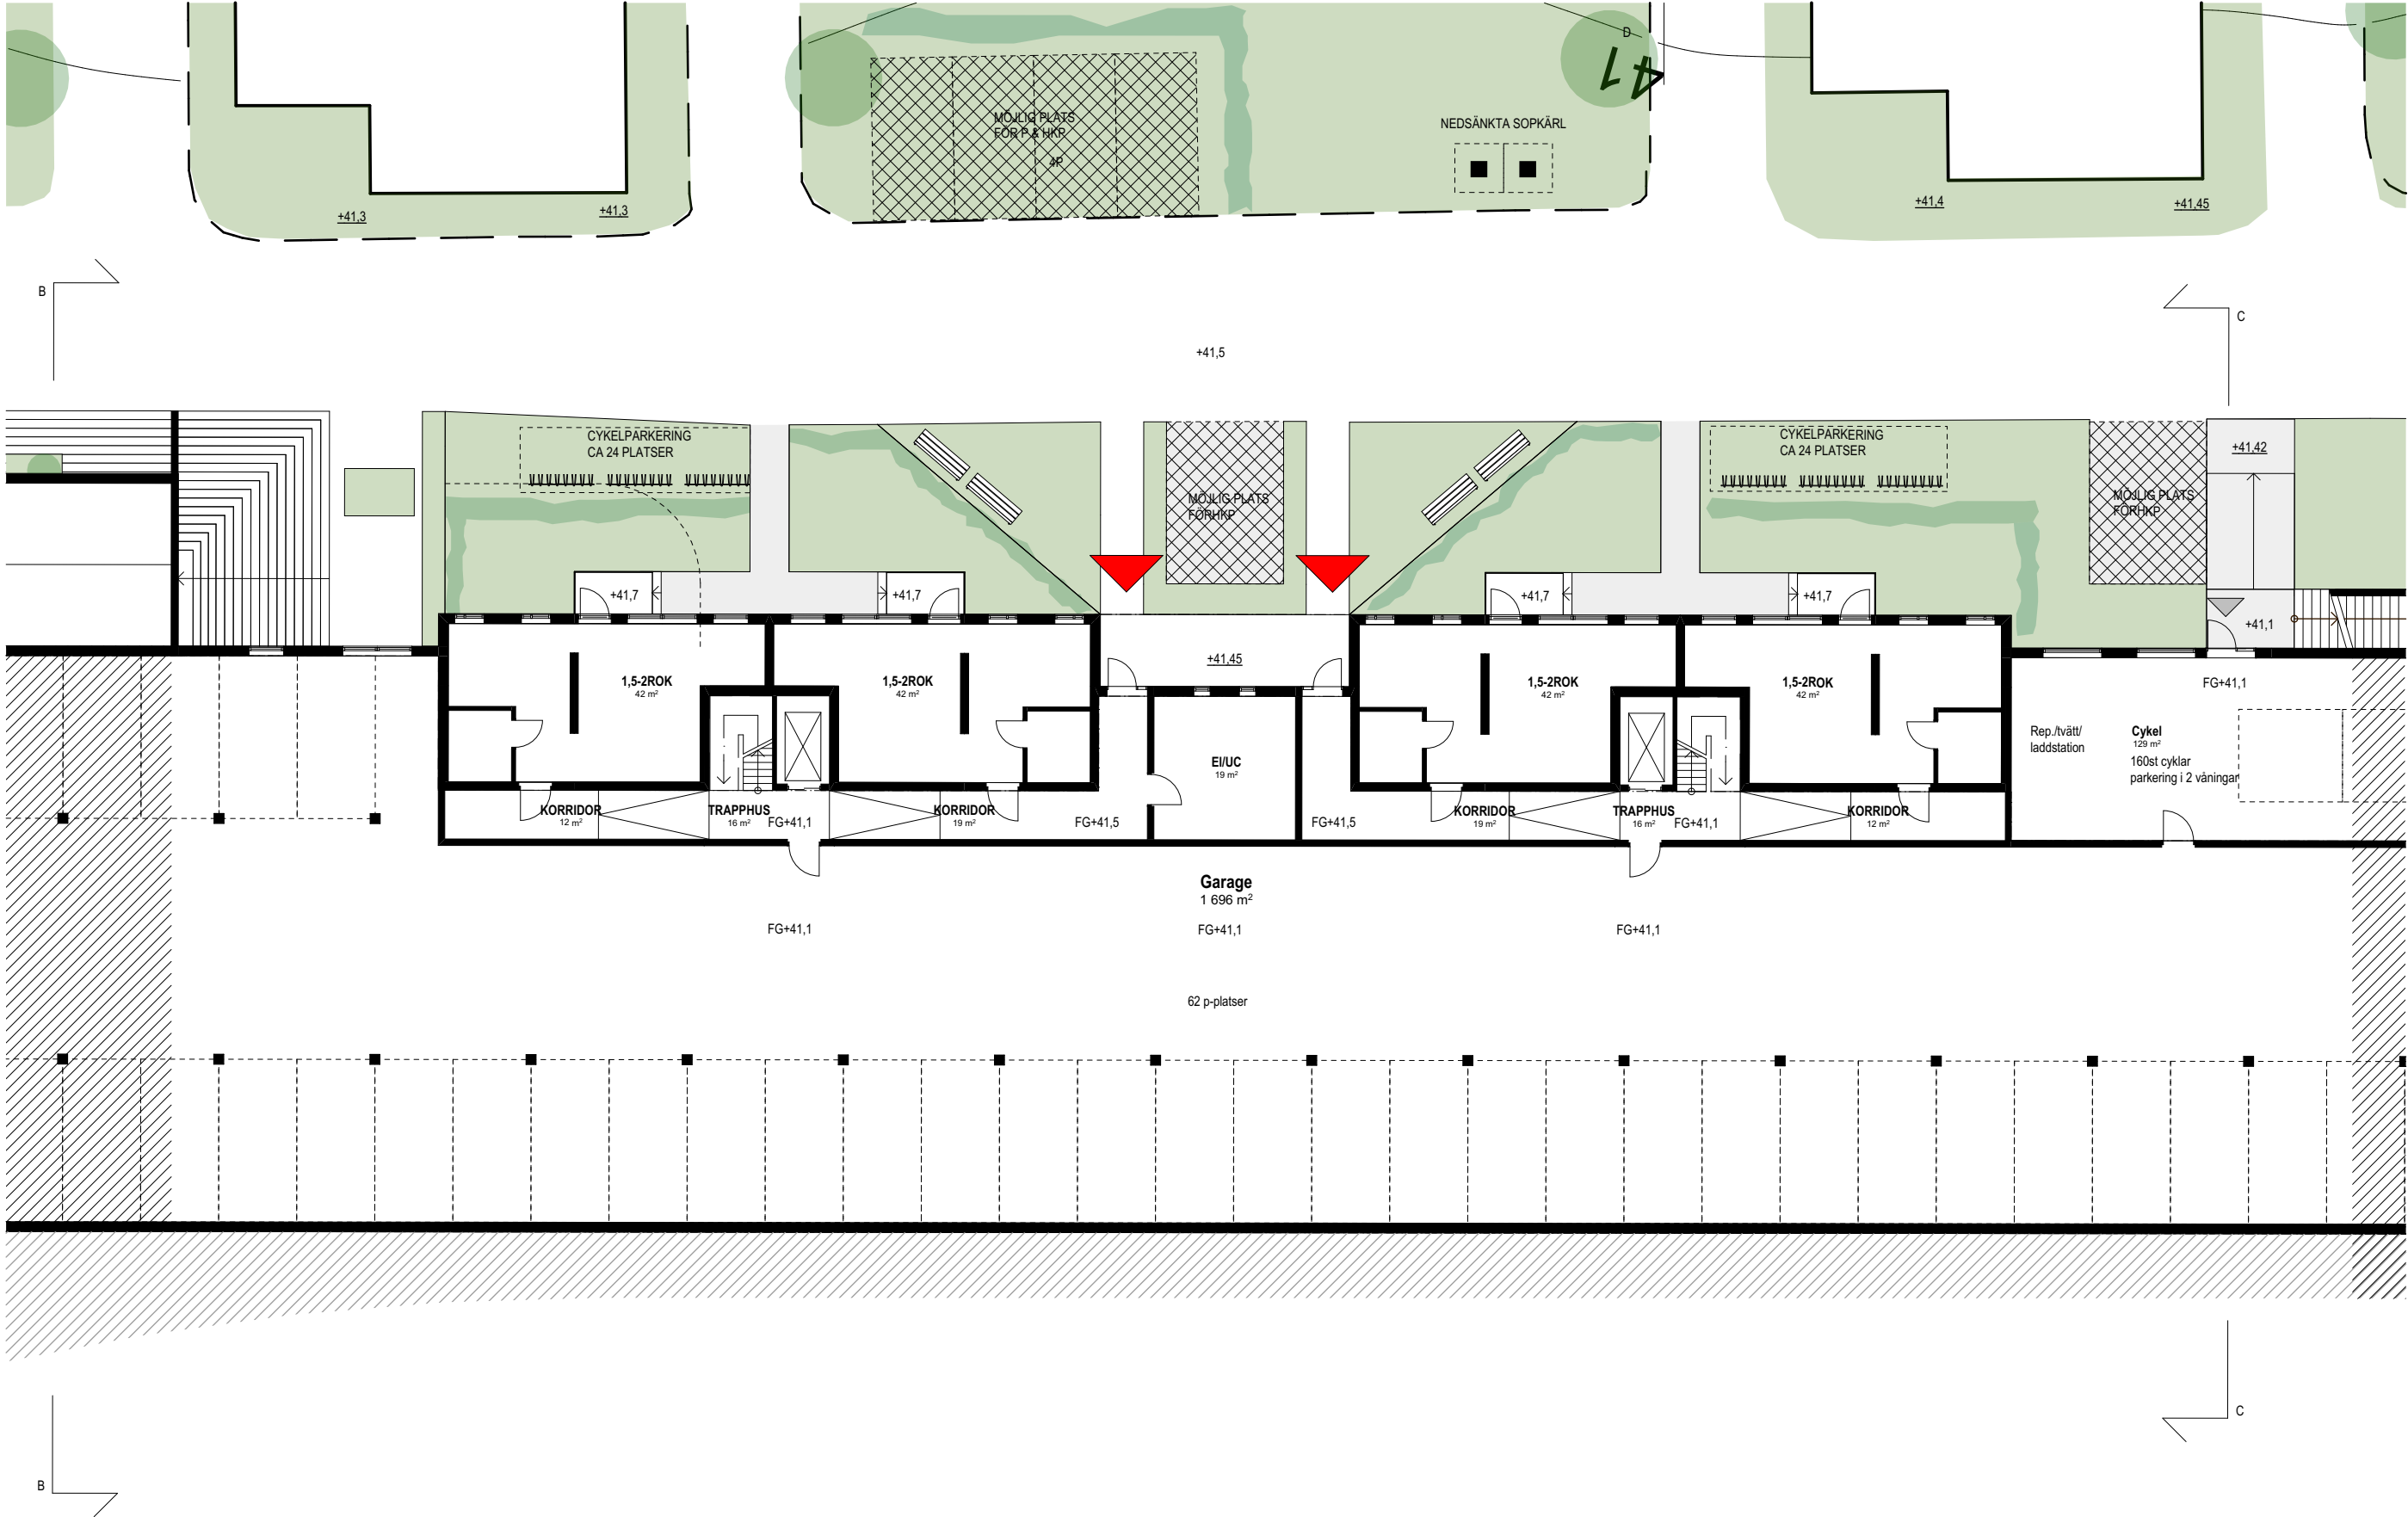 D
41
MÖJLIG PLATS
FÖR P & HKP
4P
NEDSÄNKTA SOPKÄRL
+41,3
+41,3
+41,4
+41,45
B
C
+41,5
CYKELPARKERING
CA 24 PLATSER
CYKELPARKERING
CA 24 PLATSER
+41,42
MÖJLIG PLATS
FÖRHKP
MÖJLIG PLATS
FÖRHKP
+41,7
+41,7
+41,7
+41,7
+41,1
+41,45
1,5-2ROK
42 m²
1,5-2ROK
42 m²
1,5-2ROK
42 m²
1,5-2ROK
42 m²
FG+41,1
Rep./tvätt/
laddstation
Cykel
129 m²
160st cyklar
parkering i 2 våningar
El/UC
19 m²
KORRIDOR
12 m²
TRAPPHUS
16 m²
FG+41,1
KORRIDOR
19 m²
FG+41,5
FG+41,5
KORRIDOR
19 m²
TRAPPHUS
16 m²
FG+41,1
KORRIDOR
12 m²
Garage
1 696 m²
FG+41,1
FG+41,1
FG+41,1
62 p-platser
C
B